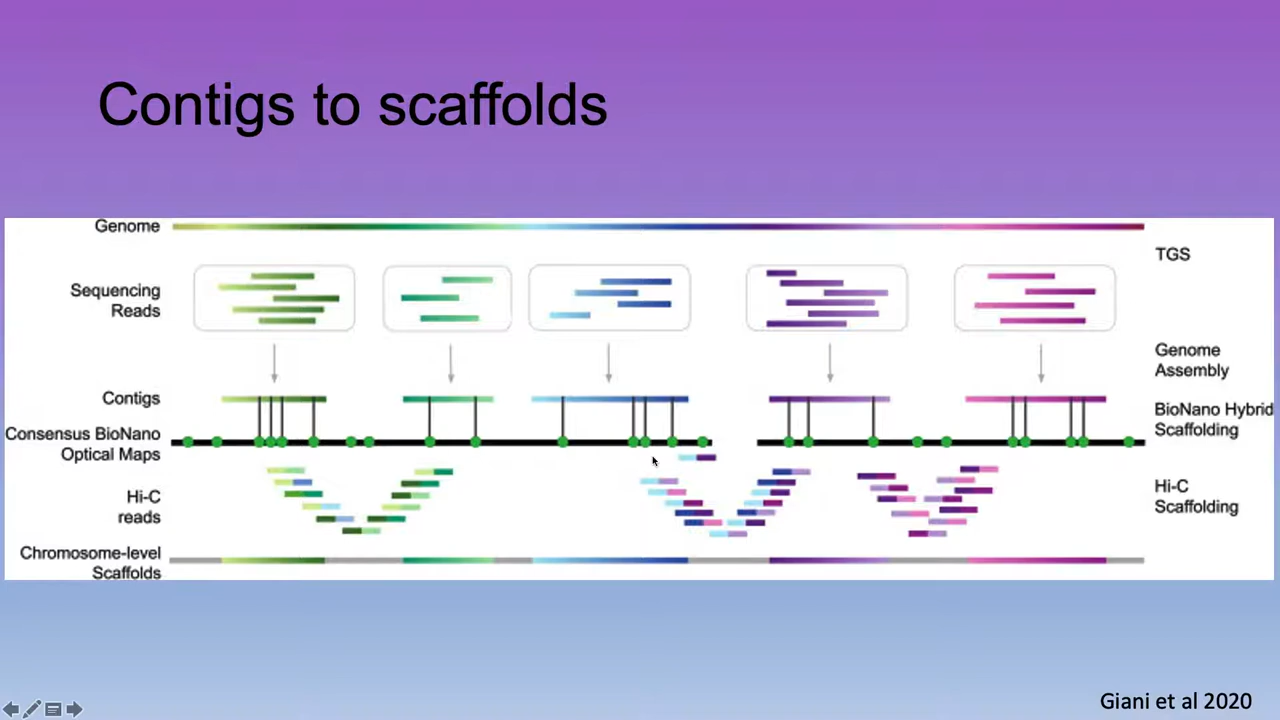 Contigs to scaffolds
Genome
TGS
Sequencing
Reads
Genome
Assembly
Contigs
BioNano Hybrid
Scaffolding
Consensus BioNano
Optical Maps
Hi-C
reads
Hi-C
Scaffolding
Chromosome-level
Scaffolds
Giani et al 2020